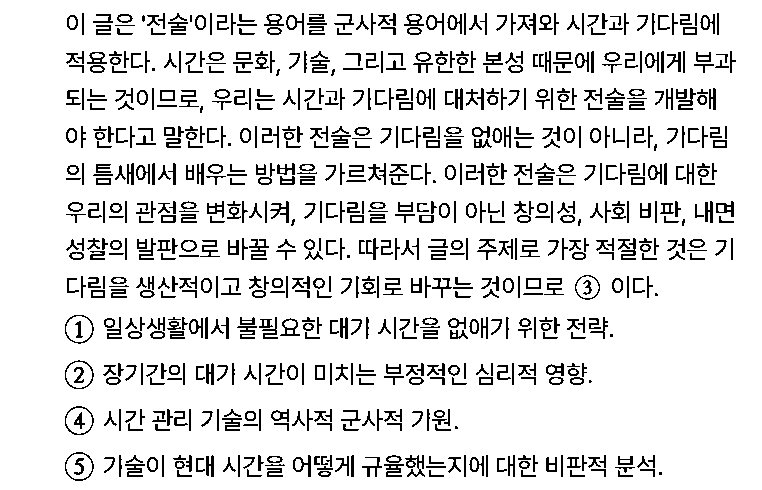 이 글은 '전술'이라는 용어를 군사적 용어에서 가져와 시간과 기다림에
적용한다. 시간은 문화, 기술, 그리고 유한한 본성 때문에 우리에게 부과
되는 것이므로, 우리는 시간과 기다림에 대처하기 위한 전술을 개발해
야 한다고 말한다. 이러한 전술은 기다림을 없애는 것이 아니라, 기다림
의 틈새에서 배우는 방법을 가르쳐준다. 이러한 전술은 기다림에 대한
우리의 관점을 변화시켜, 기다림을 부담이 아닌 창의성, 사회 비판, 내면
성찰의 발판으로 바꿀 수 있다. 따라서 글의 주제로 가장 적절한 것은 기
다림을 생산적이고 창의적인 기회로 바꾸는 것이므로 ③ 이다.
① 일상생활에서 불필요한 대기 시간을 없애기 위한 전략.
② 장기간의 대기 시간이 미치는 부정적인 심리적 영향.
④ 시간 관리 기술의 역사적 군사적 기원.
⑤ 기술이 현대 시간을 어떻게 규율했는지에 대한 비판적 분석.